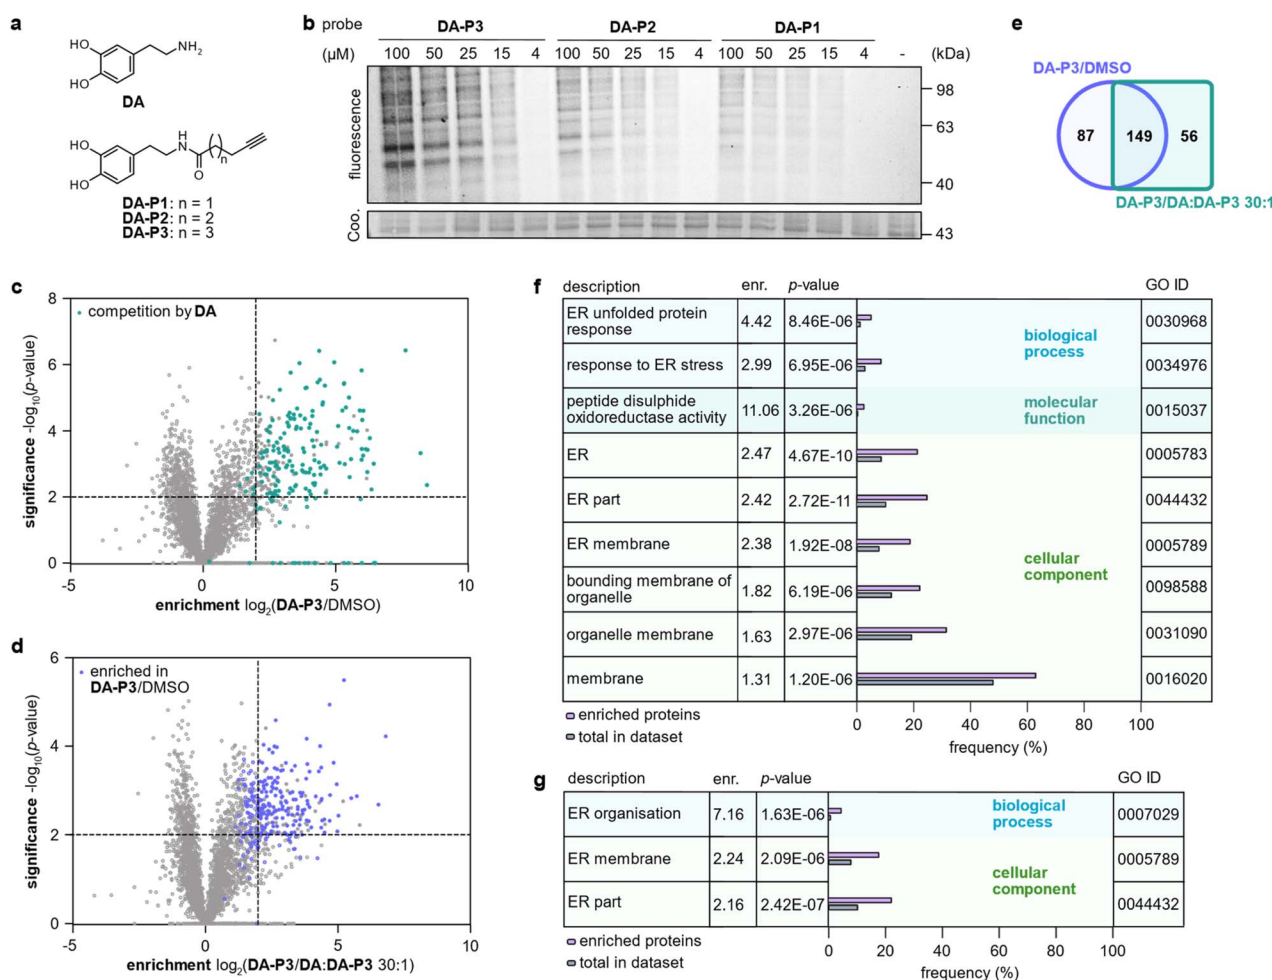 a
HO
HO
NH2
DA
HO
HO
H
N
O
n
DA-P1: n = 1
DA-P2: n = 2
DA-P3: n = 3
b probe DA-P3 DA-P2 DA-P1
(µM) 100 50 25 15 4 100 50 25 15 4 100 50 25 15 4 - (kDa)
fluorescence
98
63
40
Coo.
43
e
DA-P3/DMSO
87 149 56
DA-P3/DA:DA-P3 30:1
c
8
6
4
2
0
competition by DA
significance -log10(p-value)
-5 0 5 10
enrichment log2(DA-P3/DMSO)
d
6
4
2
0
enriched in
DA-P3/DMSO
significance -log10(p-value)
-5 0 5 10
enrichment log2(DA-P3/DA:DA-P3 30:1)
f description enr. p-value GO ID
ER unfolded protein
response 4.42 8.46E-06 0030968
biological
process
response to ER stress 2.99 6.95E-06 0034976
peptide disulphide
oxidoreductase activity 11.06 3.26E-06 0015037
molecular
function
ER 2.47 4.67E-10 0005783
ER part 2.42 2.72E-11 0044432
ER membrane 2.38 1.92E-08 0005789
cellular
component
bounding membrane of
organelle 1.82 6.19E-06 0098588
organelle membrane 1.63 2.97E-06 0031090
membrane 1.31 1.20E-06 0016020
enriched proteins
total in dataset
0 20 40 60 80 100
frequency (%)
g description enr. p-value GO ID
ER organisation 7.16 1.63E-06 0007029
biological
process
ER membrane 2.24 2.09E-06 0005789
cellular
component
ER part 2.16 2.42E-07 0044432
enriched proteins
total in dataset
0 20 40 60 80 100
frequency (%)